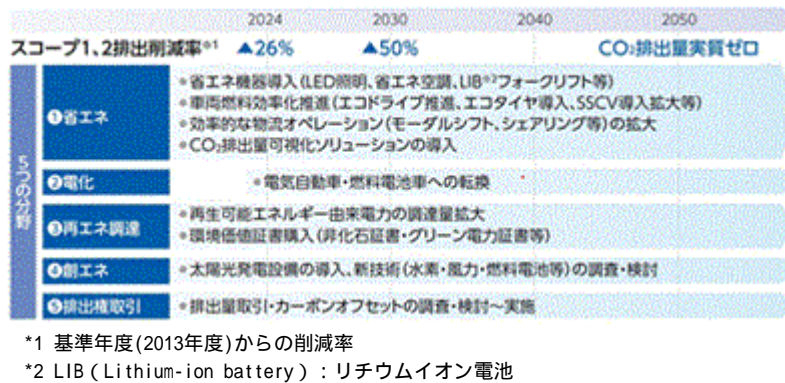 2024 2030 2040 2050
スコープ1、2排出削減率※1 ▲26% ▲50% CO₂排出量実質ゼロ
5つの分野
❶省エネ
●省エネ機器導入(LED照明、省エネ空調、LIB※2フォークリフト等)
●車両燃料効率化推進(エコドライブ推進、エコタイヤ導入、SSCV導入拡大等)
●効率的な物流オペレーション(モーダルシフト、シェアリング等)の拡大
●CO₂排出量可視化ソリューションの導入
❷電化
●電気自動車・燃料電池車への転換
❸再エネ調達
●再生可能エネルギー由来電力の調達量拡大
●環境価値証書購入(非化石証書・グリーン電力証書等)
❹創エネ
●太陽光発電設備の導入、新技術(水素・風力・燃料電池等)の調査・検討
❺排出権取引
●排出量取引・カーボンオフセットの調査・検討~実施
*1 基準年度(2013年度)からの削減率
*2 LIB(Lithium-ion battery):リチウムイオン電池